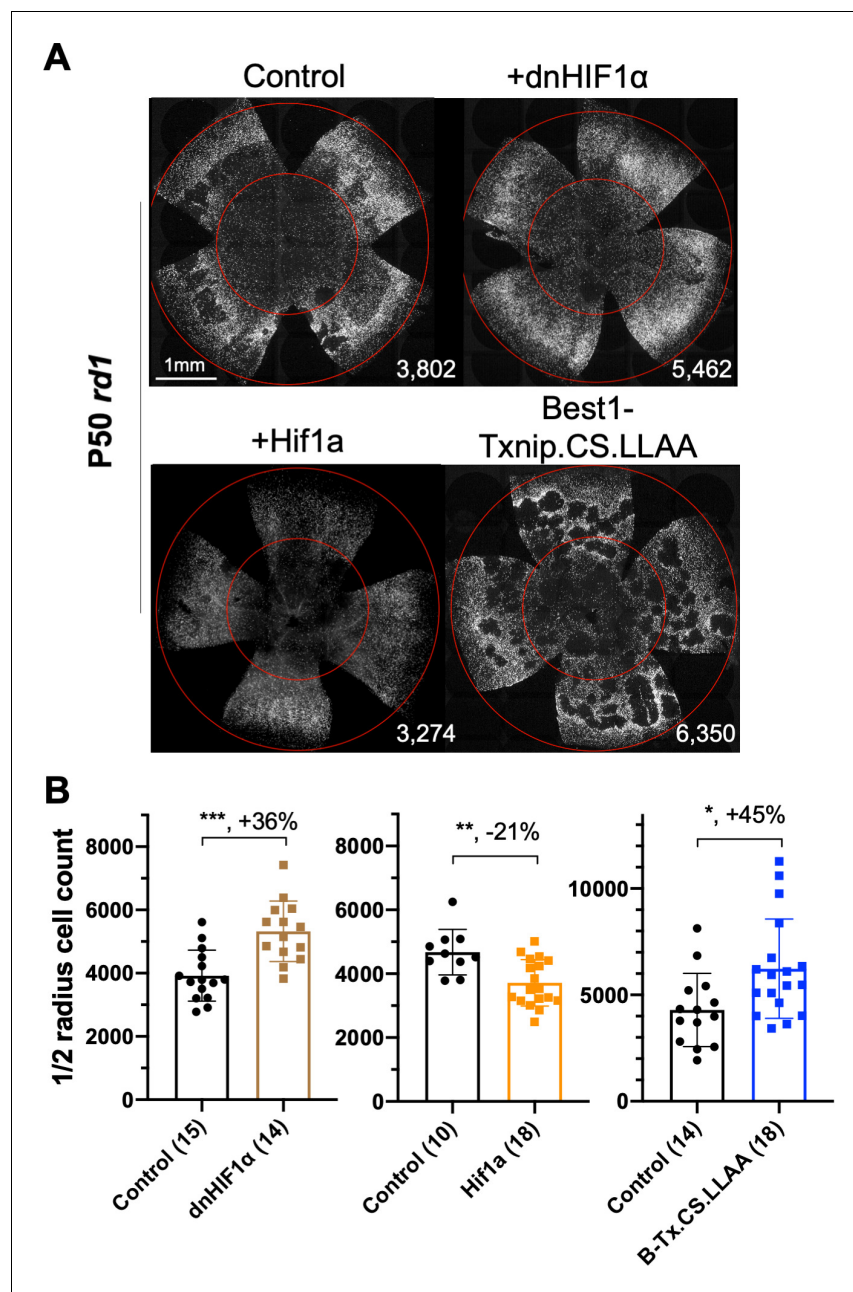 A
Control
+dnHIF1α
P50 rd1
1mm
3,802
5,462
+Hif1a
Best1-
Txnip.CS.LLAA
3,274
6,350
B
1/2 radius cell count
***, +36%
8000
6000
4000
2000
0
Control (15)
dnHIF1α (14)
**, -21%
8000
6000
4000
2000
0
Control (10)
Hif1a (18)
*, +45%
10000
5000
0
Control (14)
B-Tx.CS.LLAA (18)